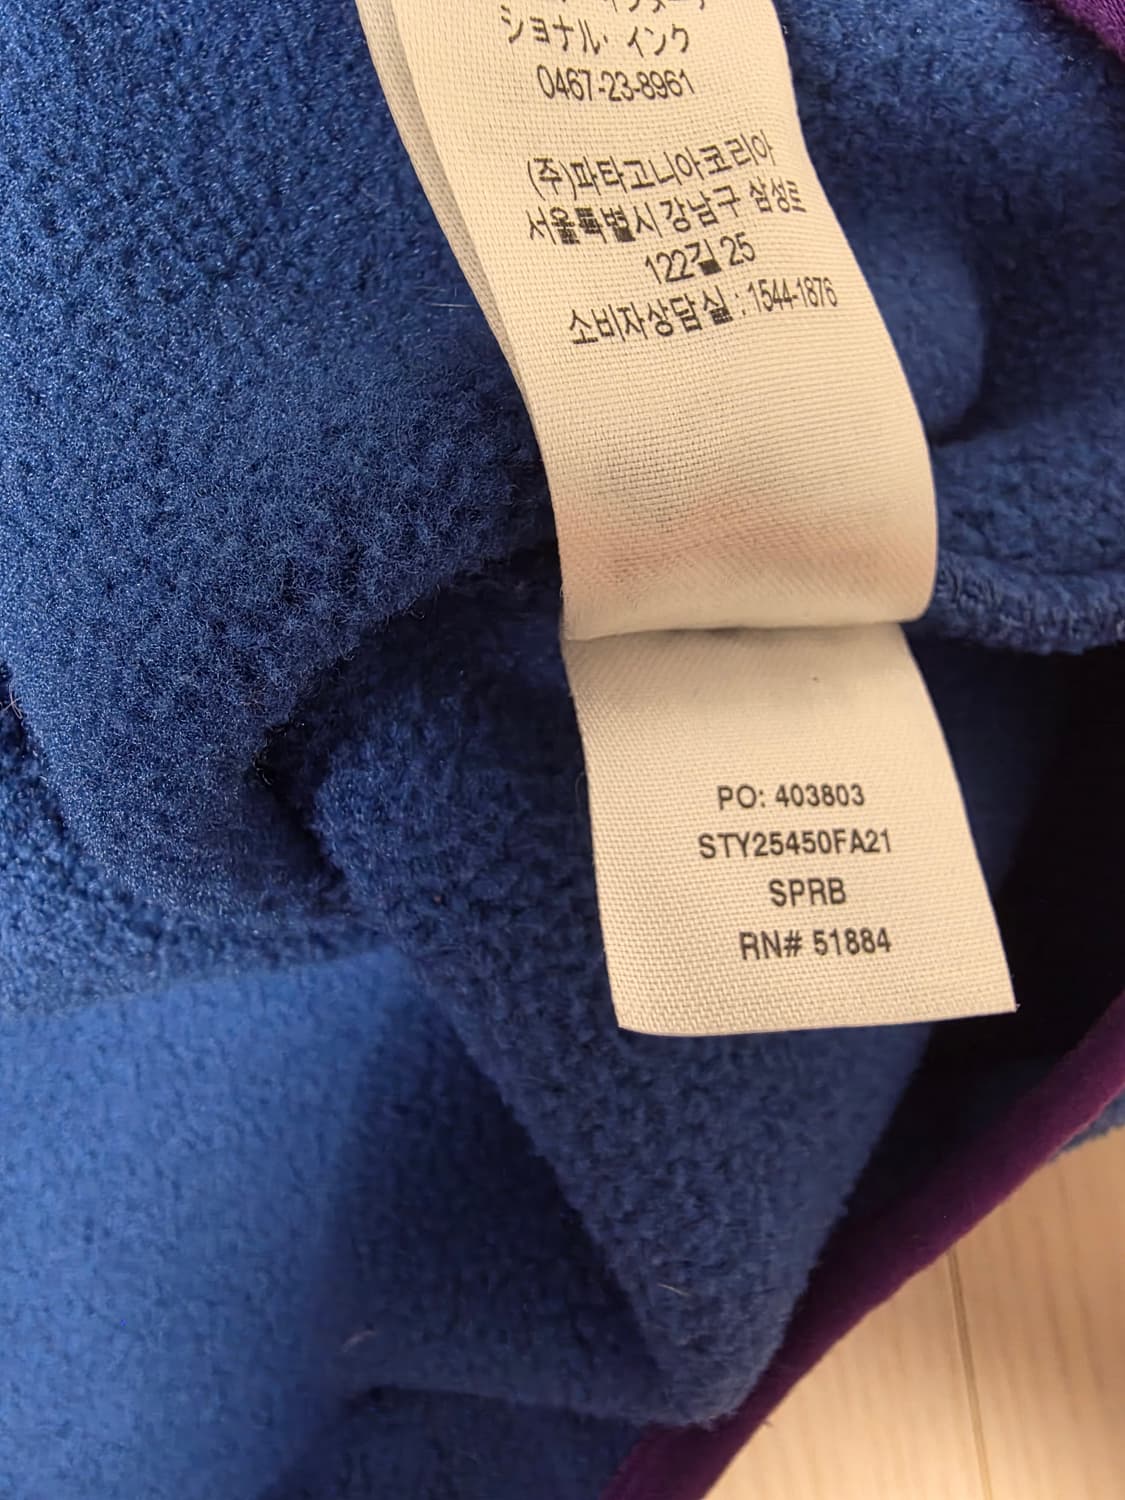 ショナル・インク
0467-23-8961
(주)파타고니아코리아
서울특별시 강남구 삼성로
122길 25
소비자상담실 : 1544-1876
PO: 403803
STY25450FA21
SPRB
RN# 51884